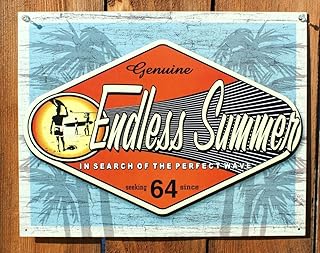 Genuine
Endless Summer
IN SEARCH OF THE PERFECT WAVE
seeking 64 since